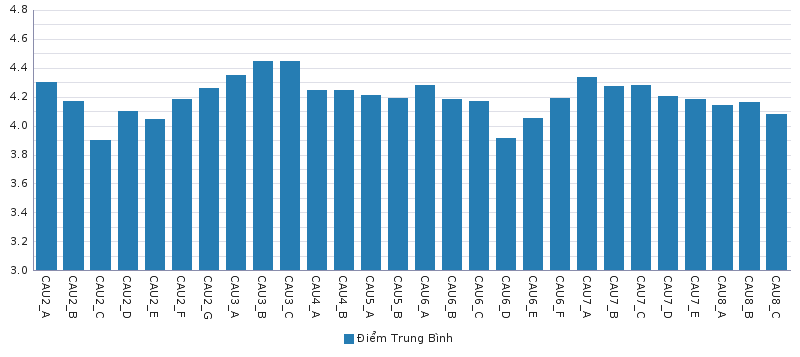 4.8
4.6
4.4
4.2
4.0
3.8
3.6
3.4
3.2
3.0
CAU2_A
CAU2_B
CAU2_C
CAU2_D
CAU2_E
CAU2_F
CAU2_G
CAU3_A
CAU3_B
CAU3_C
CAU4_A
CAU4_B
CAU5_A
CAU5_B
CAU6_A
CAU6_B
CAU6_C
CAU6_D
CAU6_E
CAU6_F
CAU7_A
CAU7_B
CAU7_C
CAU7_D
CAU7_E
CAU8_A
CAU8_B
CAU8_C
Điểm Trung Bình